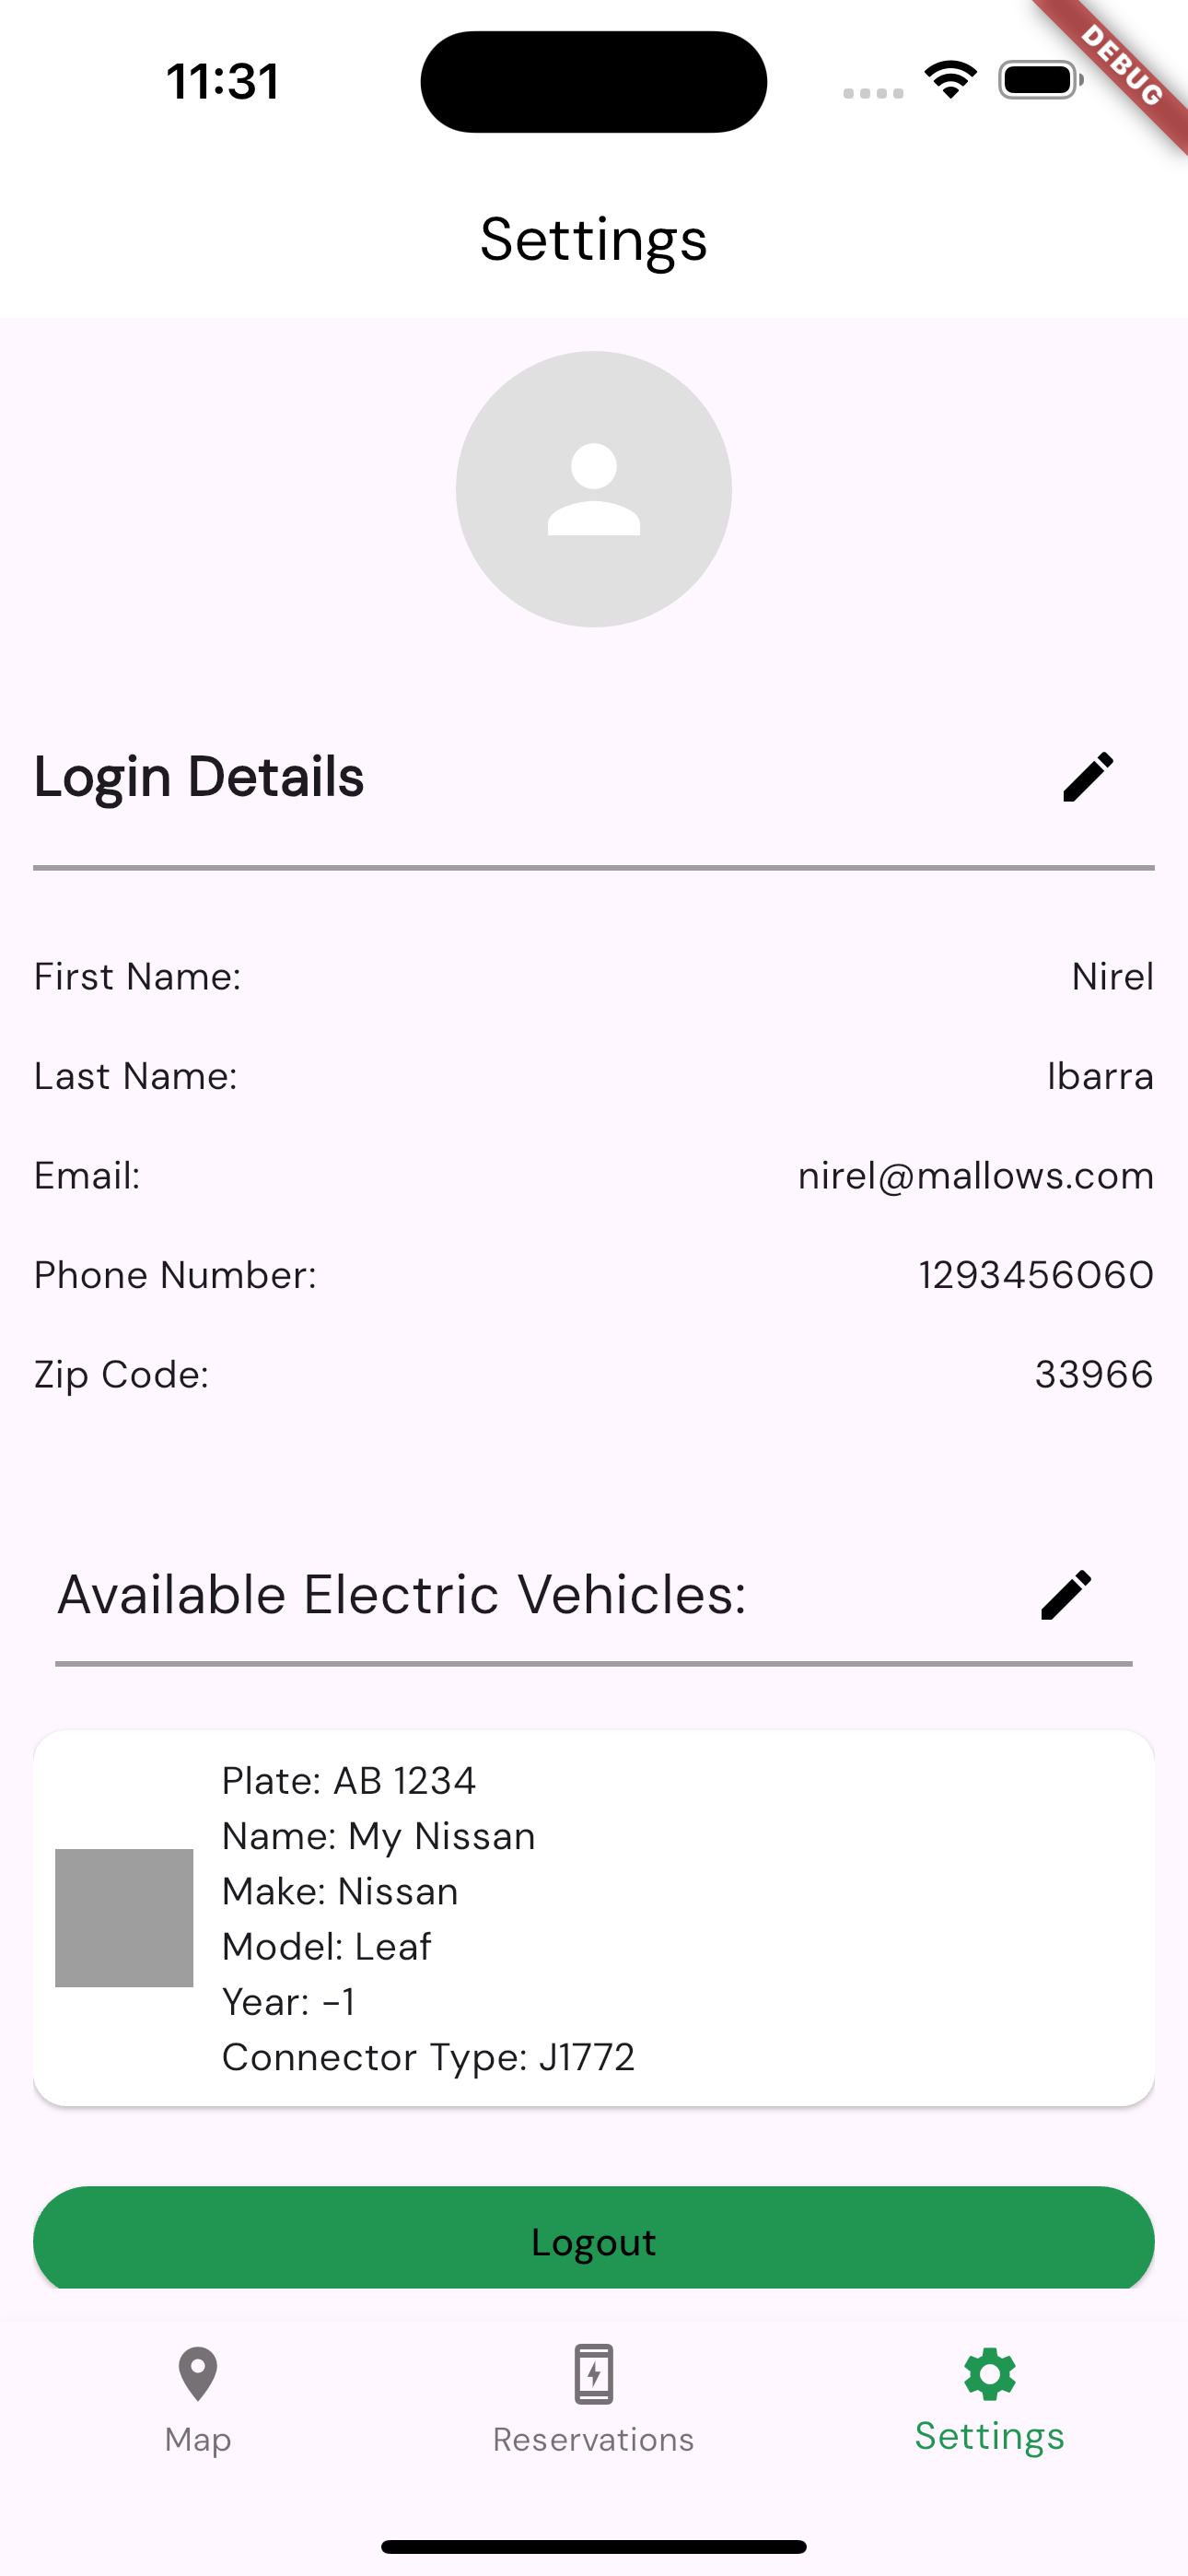 11:31
DEBUG
Settings
Login Details
First Name: Nirel
Last Name: Ibarra
Email: nirel@mallows.com
Phone Number: 1293456060
Zip Code: 33966
Available Electric Vehicles:
Plate: AB 1234
Name: My Nissan
Make: Nissan
Model: Leaf
Year: -1
Connector Type: J1772
Logout
Map Reservations Settings